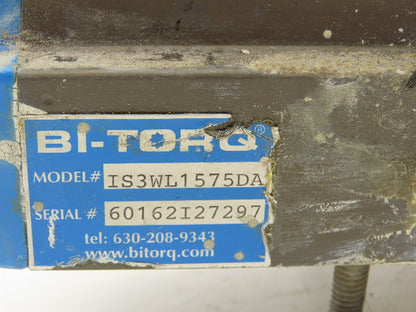 BI-TORQ®
MODEL# IS3WL1575DA
SERIAL # 60162I27297
tel: 630-208-9343
www.bitorq.com